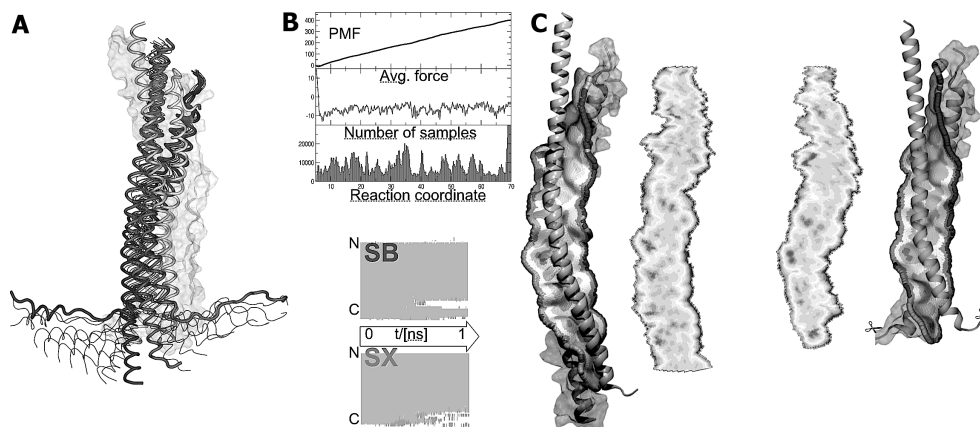 A
B
C
PMF
400
300
200
100
0
Avg. force
10
0
-10
Number of samples
20000
10000
0
10 20 30 40 50 60 70
Reaction coordinate
N
SB
C
0 t/[ns] 1
N
SX
C